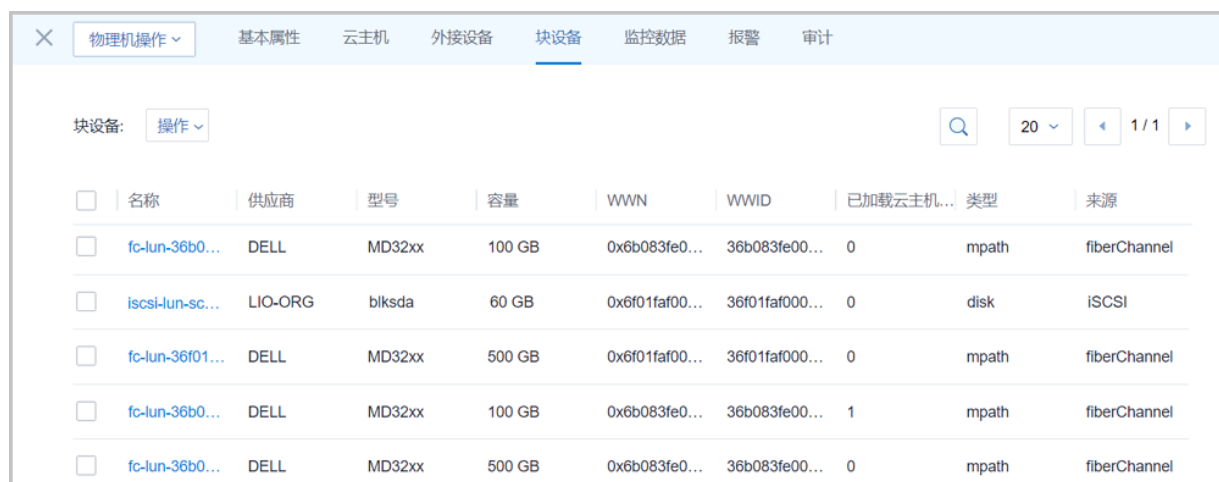 物理机操作 基本属性 云主机 外接设备 块设备 监控数据 报警 审计
块设备: 操作 20 1 / 1
名称 供应商 型号 容量 WWN WWID 已加载云主机... 类型 来源
fc-lun-36b0... DELL MD32xx 100 GB 0x6b083fe0... 36b083fe00... 0 mpath fiberChannel
iscsi-lun-sc... LIO-ORG blksda 60 GB 0x6f01faf00... 36f01faf000... 0 disk iSCSI
fc-lun-36f01... DELL MD32xx 500 GB 0x6f01faf00... 36f01faf000... 0 mpath fiberChannel
fc-lun-36b0... DELL MD32xx 100 GB 0x6b083fe0... 36b083fe00... 1 mpath fiberChannel
fc-lun-36b0... DELL MD32xx 500 GB 0x6b083fe0... 36b083fe00... 0 mpath fiberChannel